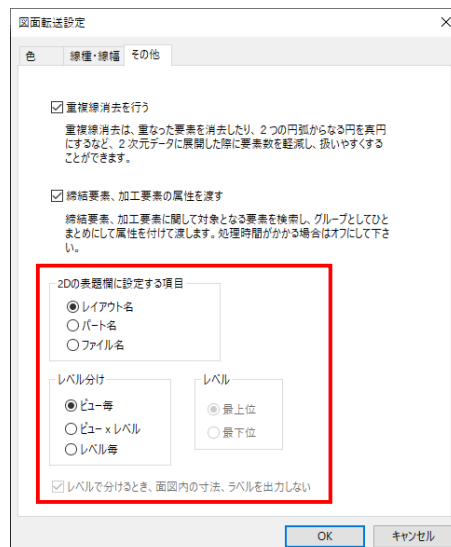 図面転送設定
色 線種・線幅 その他
重複線消去を行う
重複線消去は、重なった要素を消去したり、2つの円弧からなる円を真円
にするなど、2次元データに展開した際に要素数を軽減し、扱いやすくする
ことができます。
締結要素、加工要素の属性を渡す
締結要素、加工要素に関して対象となる要素を検索し、グループとしてひと
まとめにして属性を付けて渡します。処理時間がかかる場合はオフにして下さ
い。
2Dの表題欄に設定する項目
レイアウト名
パート名
ファイル名
レベル分け
ビュー毎
ビュー x レベル
レベル毎
レベル
最上位
最下位
レベルで分けるとき、面図内の寸法、ラベルを出力しない
OK キャンセル